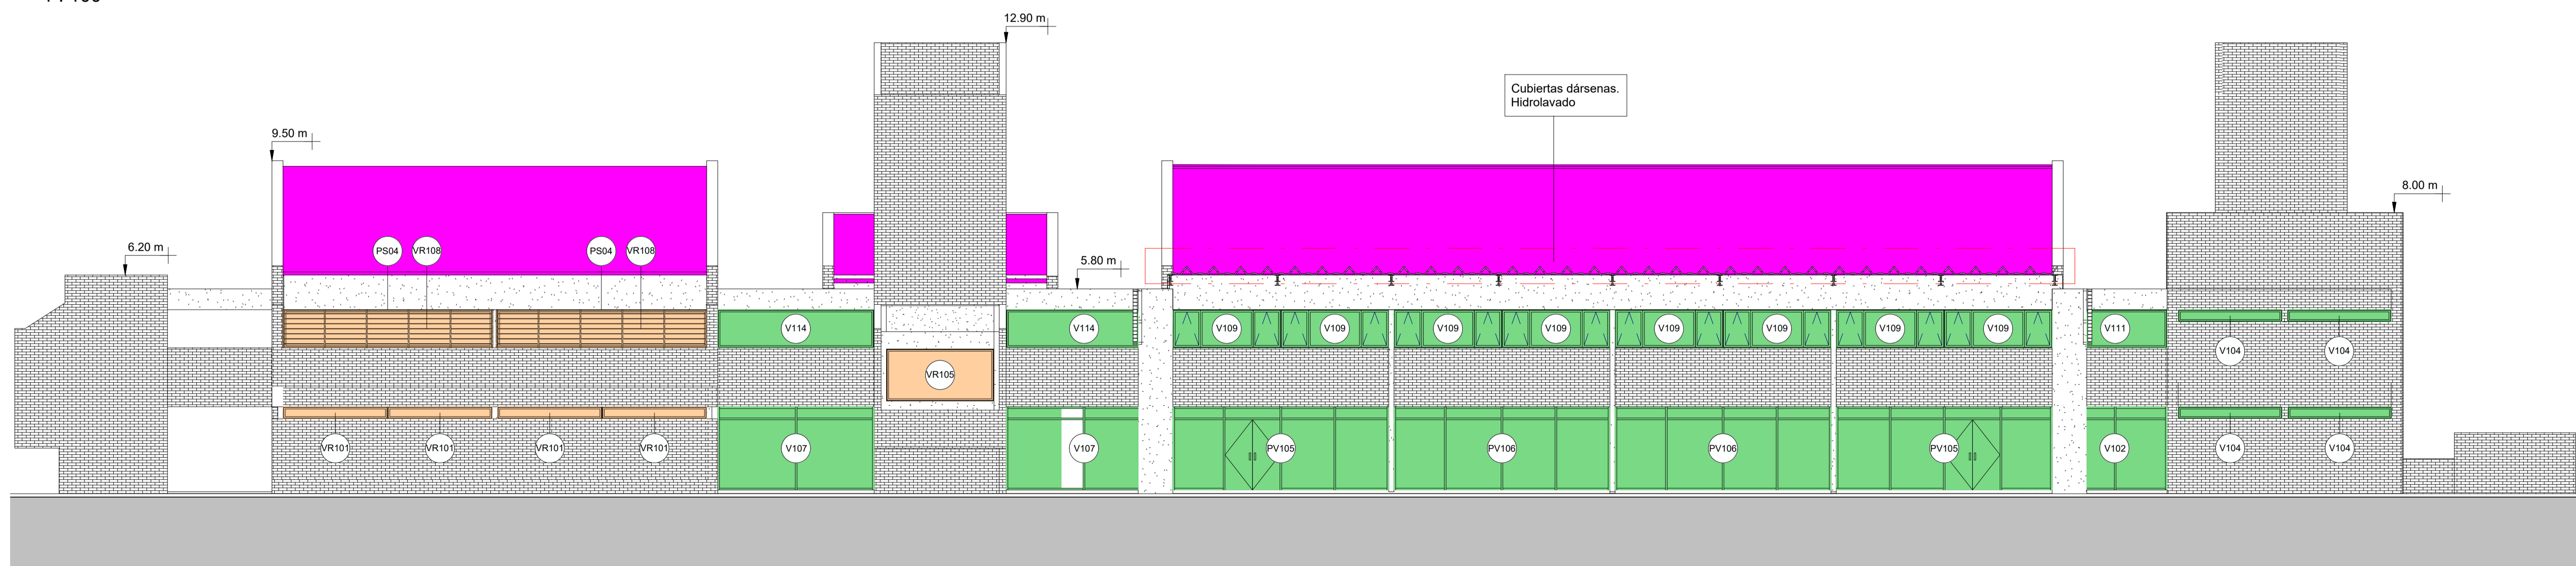 12.90 m
Cubiertas dársenas.
Hidrolavado
9.50 m
8.00 m
6.20 m
5.80 m
PS04 VR108 PS04 VR108
V114 V114 V109 V109 V109 V109 V109 V109 V109 V109 V111
V104 V104
VR105
VR101 VR101 VR101 VR101 V107 V107 PV105 PV106 PV106 PV105 V102 V104 V104